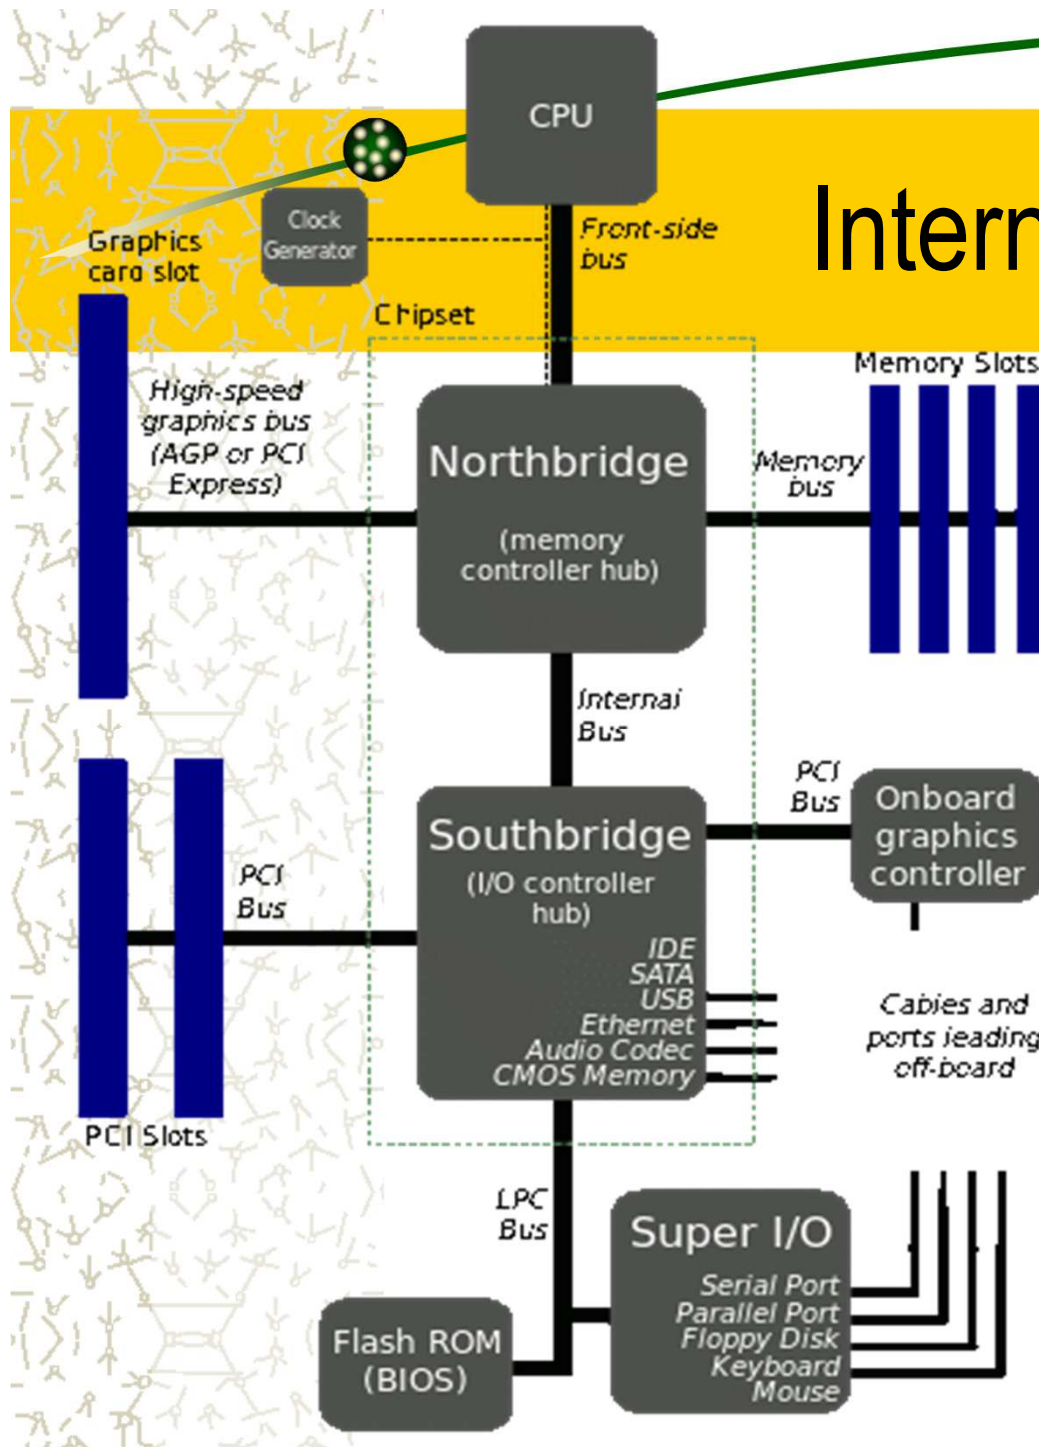 CPU
Clock
Generator
Front-side
bus
Intern
Graphics
card slot
Chipset
Memory Slots
High-speed
graphics bus
(AGP or PCI
Express)
Northbridge
(memory
controller hub)
Memory
bus
Internal
Bus
PCI
Bus
Onboard
graphics
controller
Southbridge
(I/O controller
hub)
PCI
Bus
IDE
SATA
USB
Ethernet
Audio Codec
CMOS Memory
Cables and
ports leading
off-board
PCI Slots
LPC
Bus
Super I/O
Serial Port
Parallel Port
Floppy Disk
Keyboard
Mouse
Flash ROM
(BIOS)